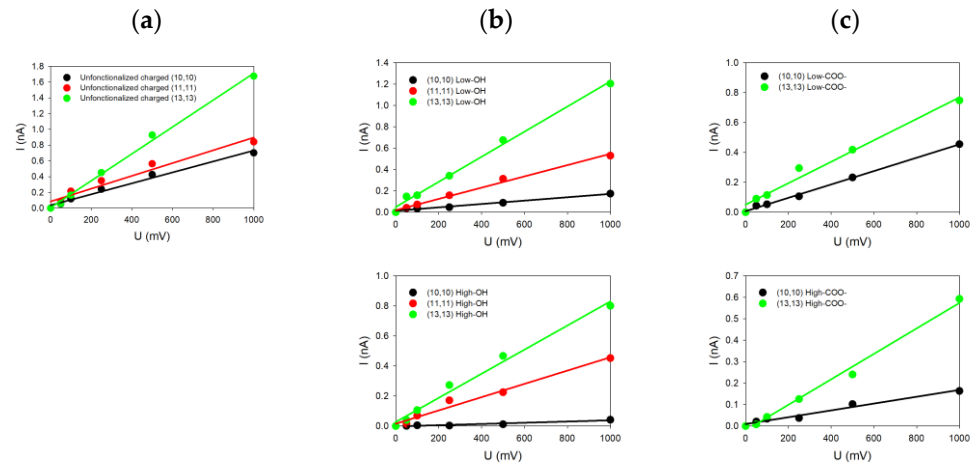 (a)
(b)
(c)
1.8
1.6
1.4
1.2
1.0
0.8
0.6
0.4
0.2
0.0
I (nA)
Unfonctionalized charged (10,10)
Unfonctionalized charged (11,11)
Unfonctionalized charged (13,13)
0 200 400 600 800 1000
U (mV)
1.4
1.2
1.0
0.8
0.6
0.4
0.2
0.0
I (nA)
(10,10) Low-OH
(11,11) Low-OH
(13,13) Low-OH
0 200 400 600 800 1000
U (mV)
1.0
0.8
0.6
0.4
0.2
0.0
I (nA)
(10,10) Low-COO-
(13,13) Low-COO-
0 200 400 600 800 1000
U (mV)
1.0
0.8
0.6
0.4
0.2
0.0
I (nA)
(10,10) High-OH
(11,11) High-OH
(13,13) High-OH
0 200 400 600 800 1000
U (mV)
0.7
0.6
0.5
0.4
0.3
0.2
0.1
0.0
I (nA)
(10,10) High-COO-
(13,13) High-COO-
0 200 400 600 800 1000
U (mV)